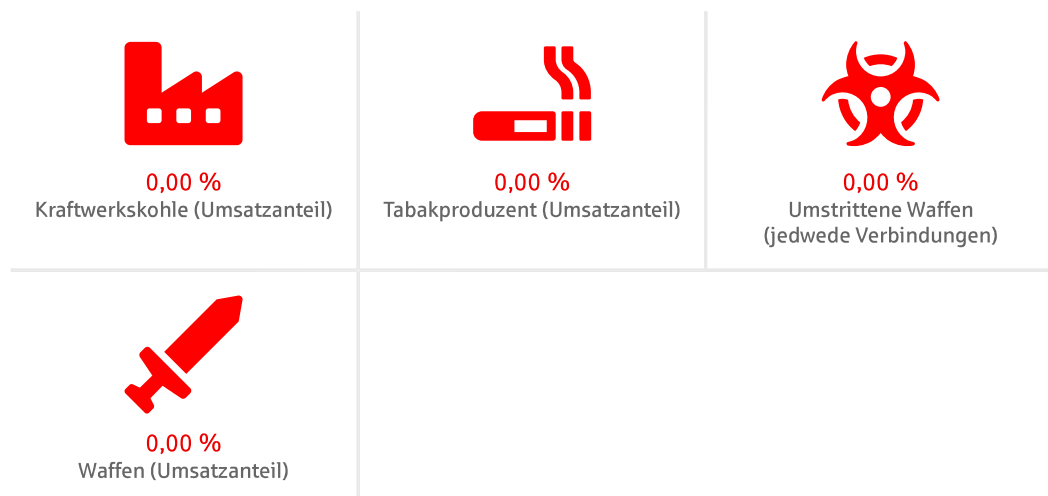 0,00 %
Kraftwerkskohle (Umsatzanteil)
0,00 %
Tabakproduzent (Umsatzanteil)
0,00 %
Umstrittene Waffen
(jedwede Verbindungen)
0,00 %
Waffen (Umsatzanteil)